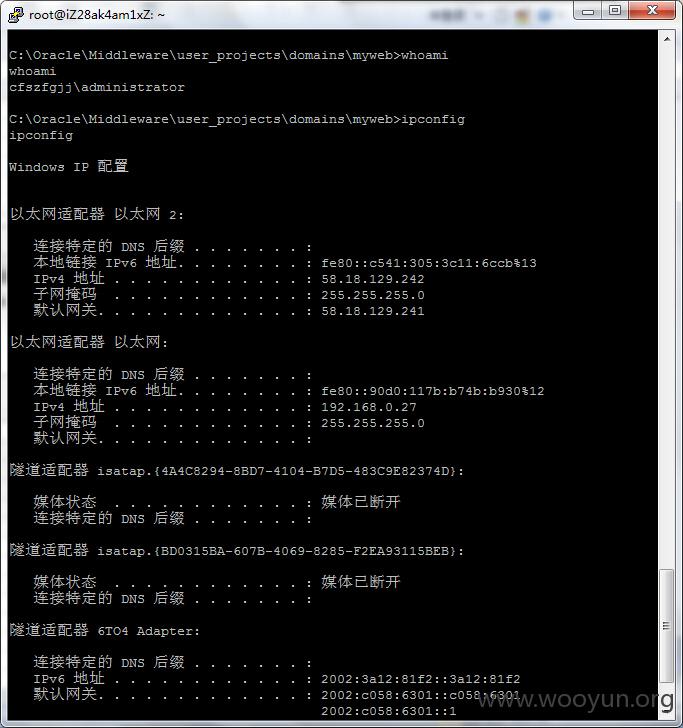 root@iZ28ak4am1xZ: ~
C:\Oracle\Middleware\user_projects\domains\myweb>whoami
whoami
cfszfgjj\administrator
C:\Oracle\Middleware\user_projects\domains\myweb>ipconfig
ipconfig
Windows IP 配置
以太网适配器 以太网 2:
连接特定的 DNS 后缀 . . . . . . . :
本地链接 IPv6 地址. . . . . . . . : fe80::c541:305:3c11:6ccb%13
IPv4 地址 . . . . . . . . . . . . : 58.18.129.242
子网掩码 . . . . . . . . . . . . : 255.255.255.0
默认网关. . . . . . . . . . . . . : 58.18.129.241
以太网适配器 以太网:
连接特定的 DNS 后缀 . . . . . . . :
本地链接 IPv6 地址. . . . . . . . : fe80::90d0:117b:b74b:b930%12
IPv4 地址 . . . . . . . . . . . . : 192.168.0.27
子网掩码 . . . . . . . . . . . . : 255.255.255.0
默认网关. . . . . . . . . . . . . :
隧道适配器 isatap.{4A4C8294-8BD7-4104-B7D5-483C9E82374D}:
媒体状态 . . . . . . . . . . . . : 媒体已断开
连接特定的 DNS 后缀 . . . . . . . :
隧道适配器 isatap.{BD0315BA-607B-4069-8285-F2EA93115BEB}:
媒体状态 . . . . . . . . . . . . : 媒体已断开
连接特定的 DNS 后缀 . . . . . . . :
隧道适配器 6TO4 Adapter:
连接特定的 DNS 后缀 . . . . . . . :
IPv6 地址 . . . . . . . . . . . . : 2002:3a12:81f2::3a12:81f2
默认网关. . . . . . . . . . . . . : 2002:c058:6301::c058:6301
2002:c058:6301::1
www.wooyun.org